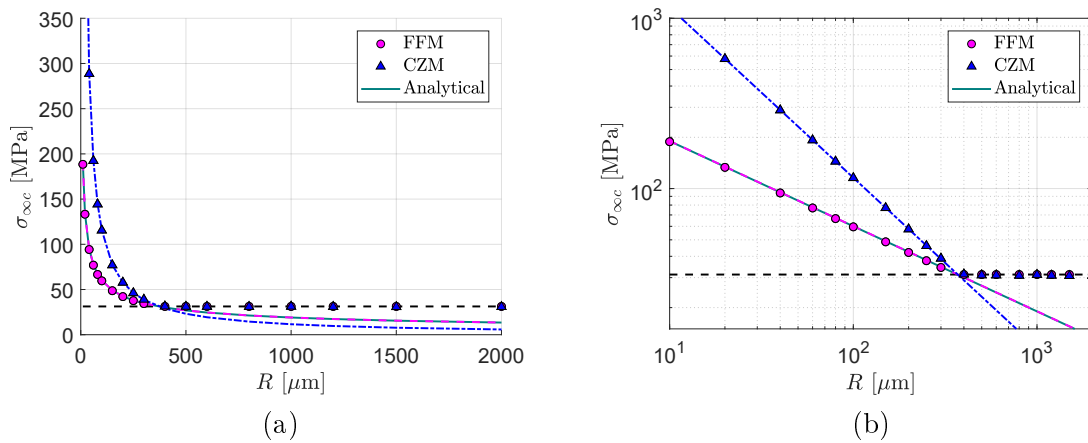 350
300
250
200
150
100
50
0
σ∞c [MPa]
0 500 1000 1500 2000
R [μm]
FFM
CZM
Analytical
(a)
10³
10²
σ∞c [MPa]
10¹ 10² 10³
R [μm]
FFM
CZM
Analytical
(b)